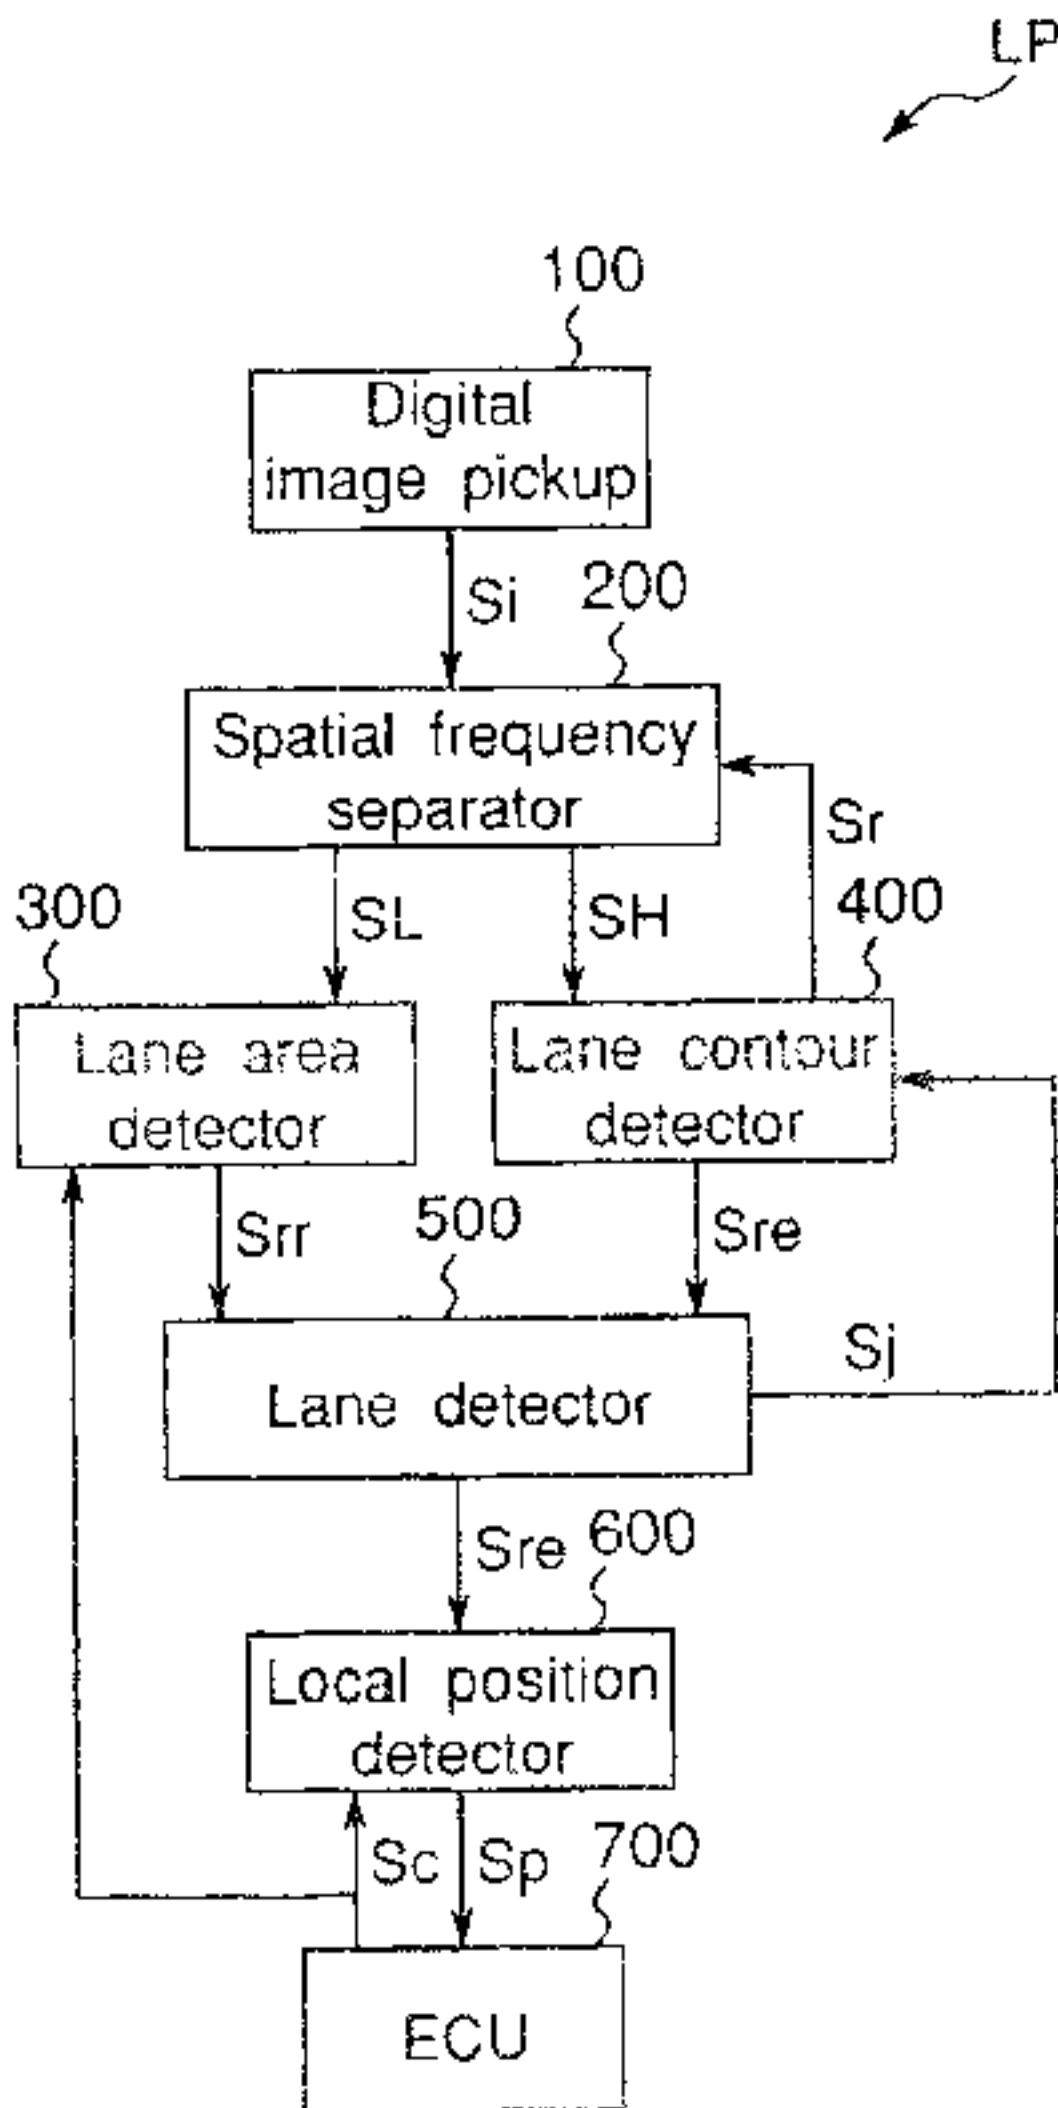 LP
100
Digital
image pickup
Si
200
Spatial frequency
separator
Sr
300
SL
SH
400
Lane area
detector
Lane contour
detector
Srr
500
Sre
Sj
Lane detector
Sre
600
Local position
detector
Sc
Sp
700
ECU